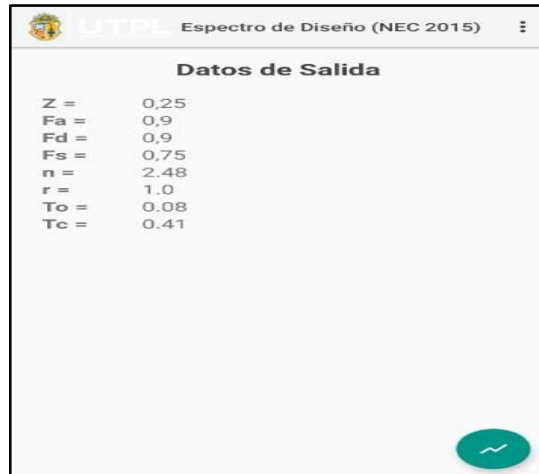 UTPL Espectro de Diseño (NEC 2015)
Datos de Salida
Z = 0,25
Fa = 0,9
Fd = 0,9
Fs = 0,75
n = 2.48
r = 1.0
To = 0.08
Tc = 0.41